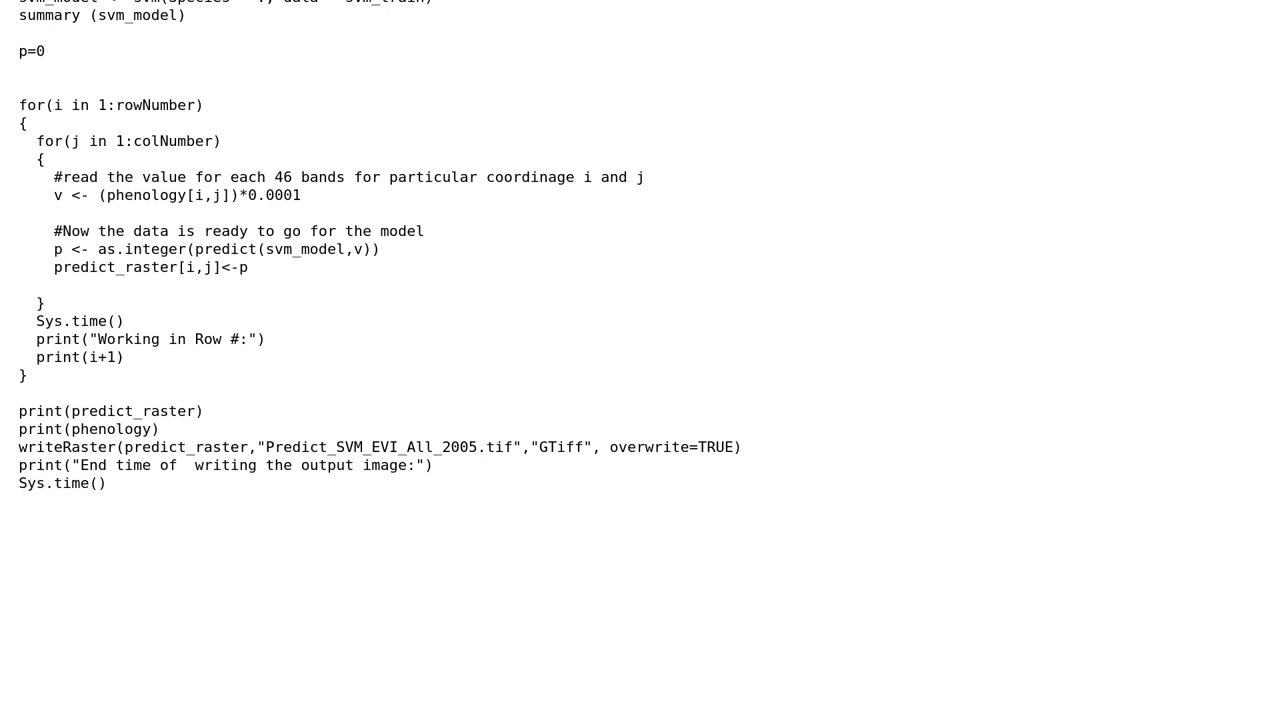 summary (svm_model)
p=0
for(i in 1:rowNumber)
{
for(j in 1:colNumber)
{
#read the value for each 46 bands for particular coordinage i and j
v <- (phenology[i,j])*0.0001
#Now the data is ready to go for the model
p <- as.integer(predict(svm_model,v))
predict_raster[i,j]<-p
}
Sys.time()
print("Working in Row #:")
print(i+1)
}
print(predict_raster)
print(phenology)
writeRaster(predict_raster,"Predict_SVM_EVI_All_2005.tif","GTiff", overwrite=TRUE)
print("End time of  writing the output image:")
Sys.time()